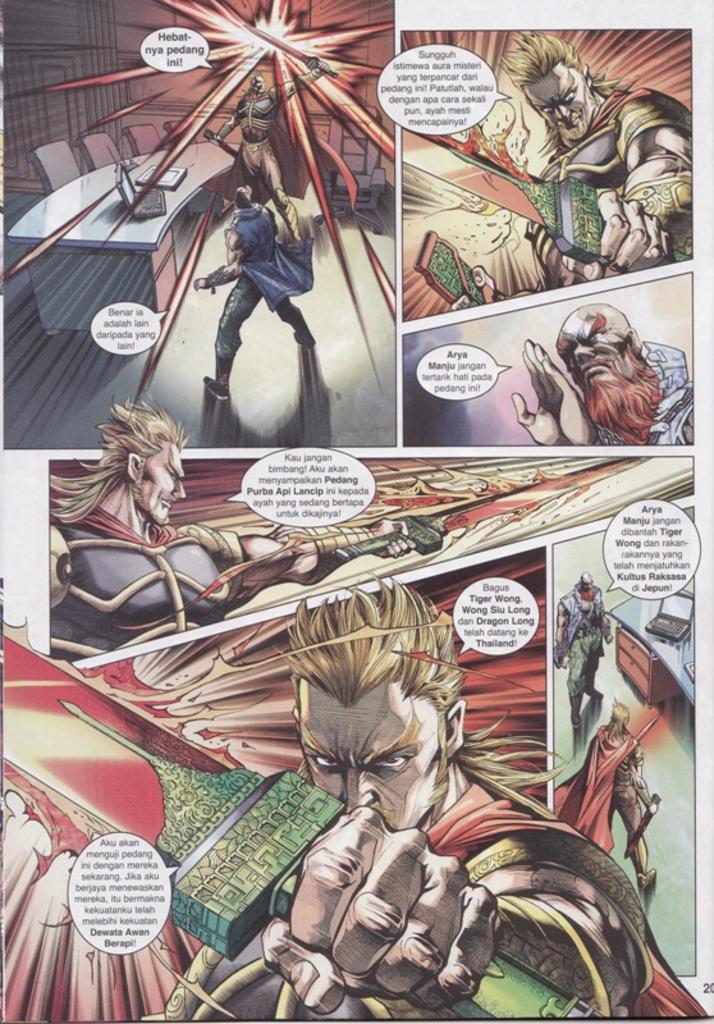 Hebat-
nya pedang
ini!
Sungguh
istimewa aura misteri
yang terpancar dari
pedang ini! Patutlah, walau
dengan apa cara sekali
pun, ayah mesti
mencapainya!
Benar ia
adalah lain
daripada yang
lain!
Arya
Manju jangan
tertarik hati pada
pedang ini!
Kau jangan
bimbang! Aku akan
menyampaikan Pedang
Purba Api Lancip ini kepada
ayah yang sedang bertapa
untuk dikajinya!
Arya
Manju jangan
dibantah Tiger
Wong dan rakan-
rakannya yang
telah menjatuhkan
Kultus Raksasa
di Jepun!
Bagus
Tiger Wong,
Wong Siu Long
dan Dragon Long
telah datang ke
Thailand!
Aku akan
menguji pedang
ini dengan mereka
sekarang. Jika aku
berjaya menewaskan
mereka, itu bermakna
kekuatanku telah
melebihi kekuatan
Dewata Awan
Berapi!
20